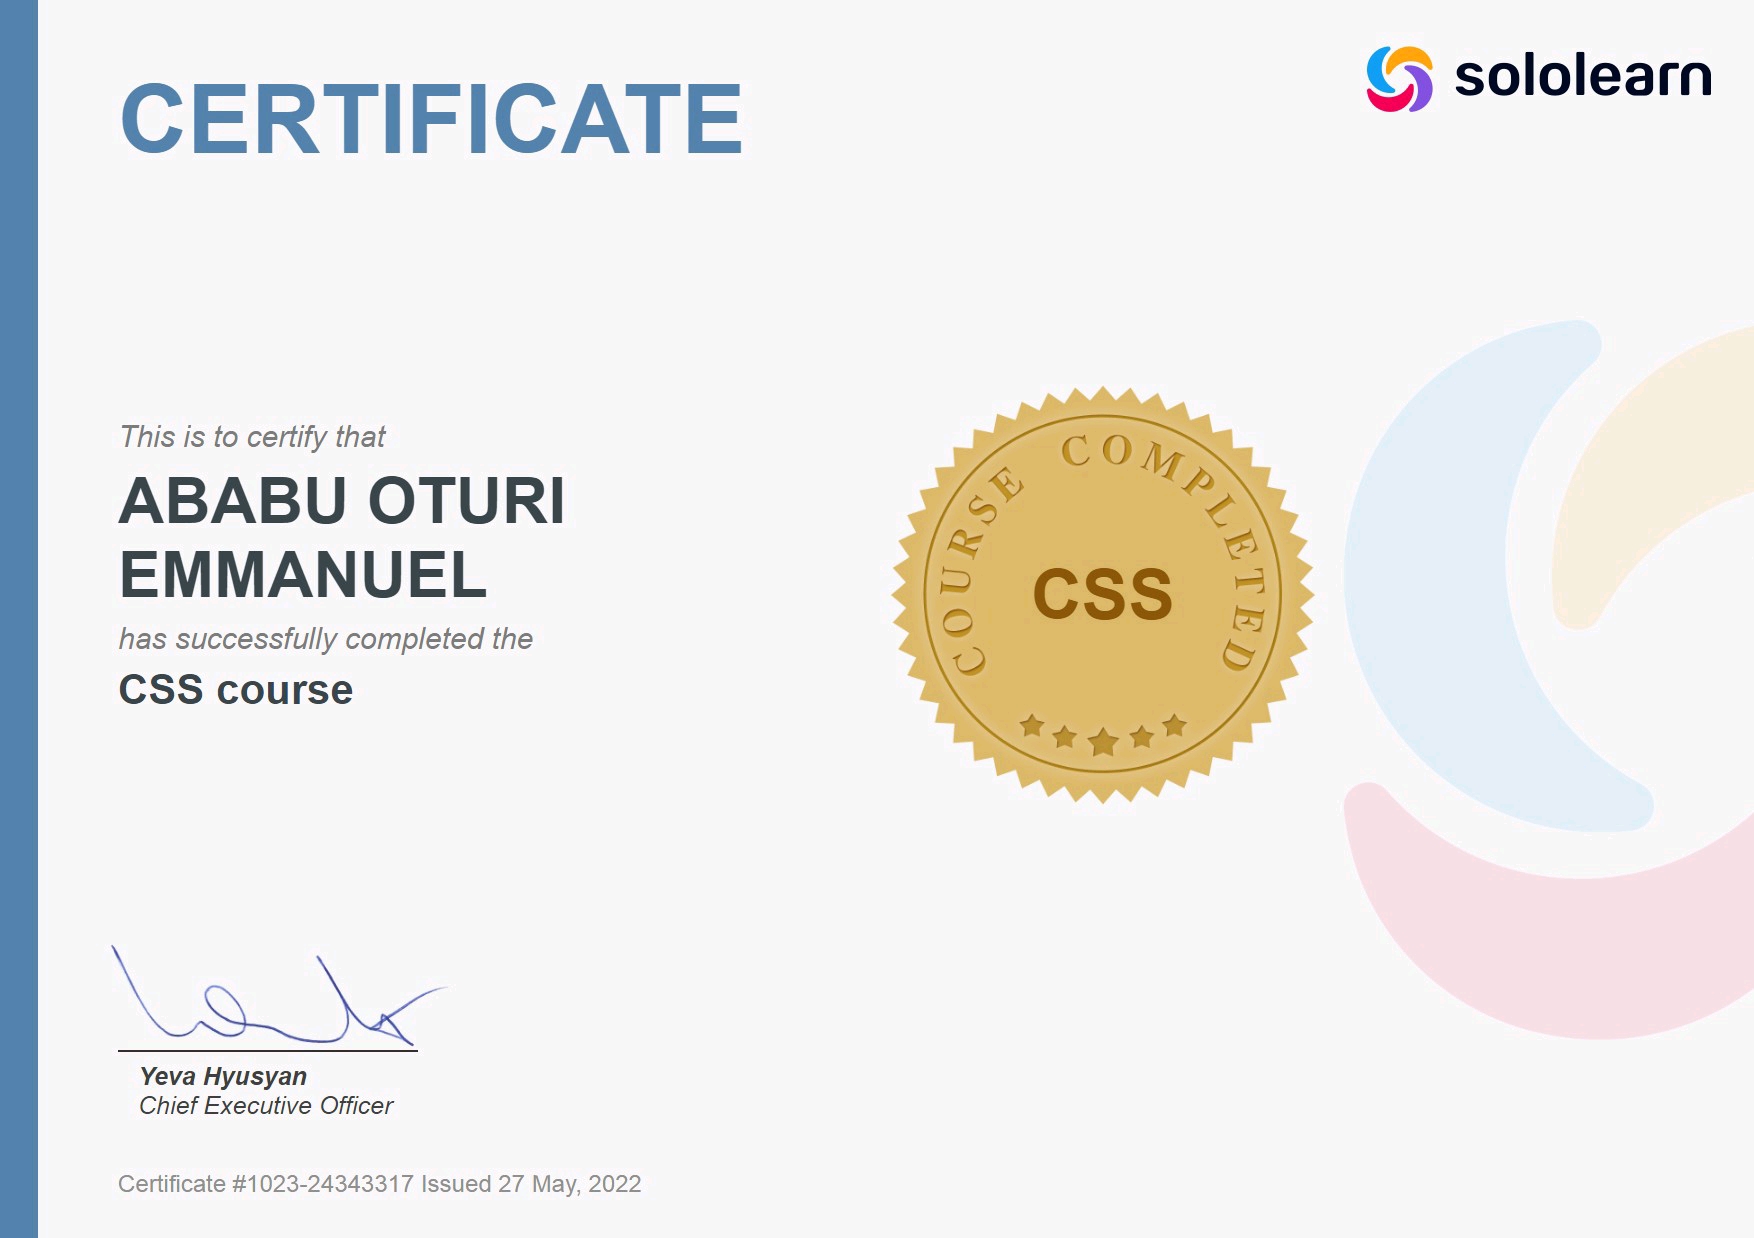 sololearn
CERTIFICATE
This is to certify that
ABABU OTURI
EMMANUEL
has successfully completed the
CSS course
COURSE COMPLETED
CSS
Yeva Hyusyan
Chief Executive Officer
Certificate #1023-24343317 Issued 27 May, 2022